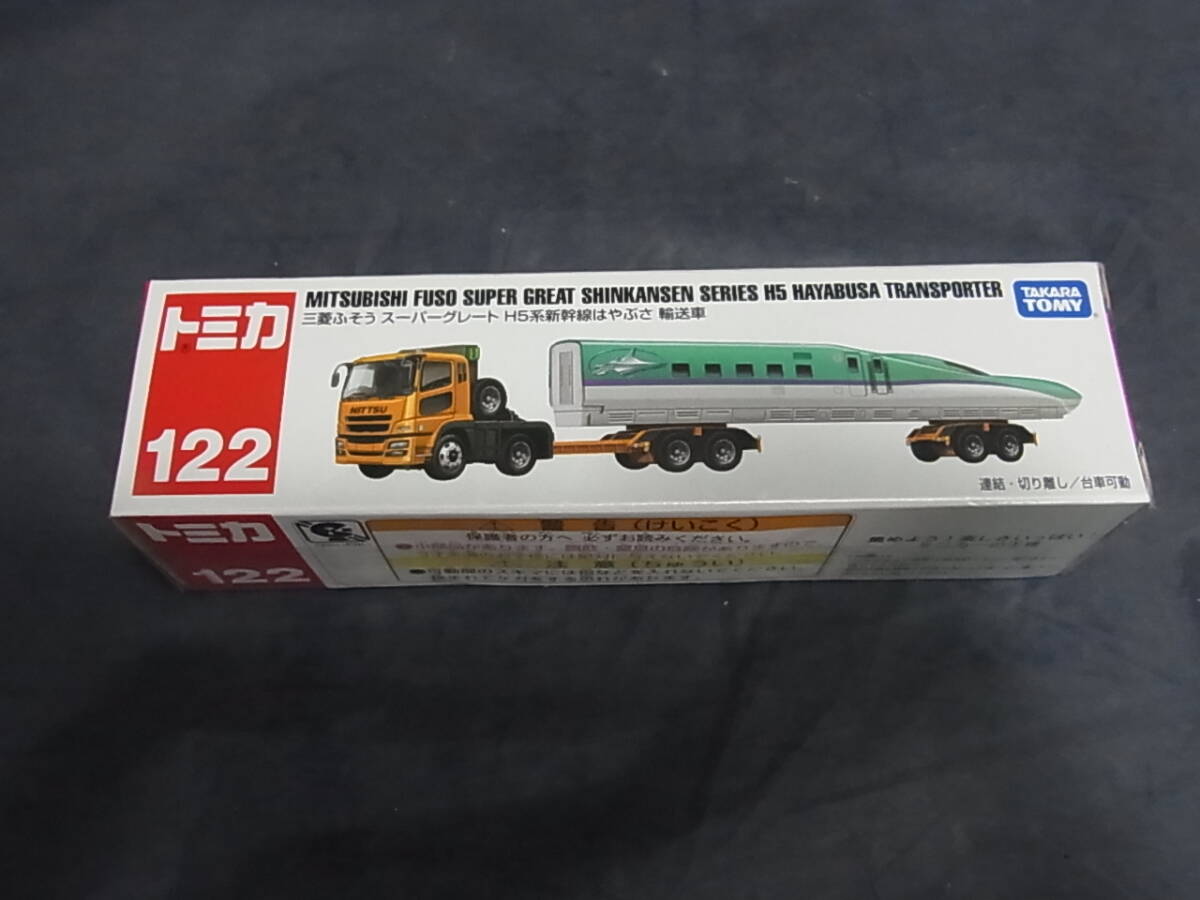 トミカ
122
MITSUBISHI FUSO SUPER GREAT SHINKANSEN SERIES H5 HAYABUSA TRANSPORTER
三菱ふそう スーパーグレート H5系新幹線はやぶさ 輸送車
TAKARA
TOMY
NITTSU
連結・切り離し／台車可動
トミカ
122
警告(けいこく)
保護者の方へ 必ずお読みください。
注意(ちゅうい)